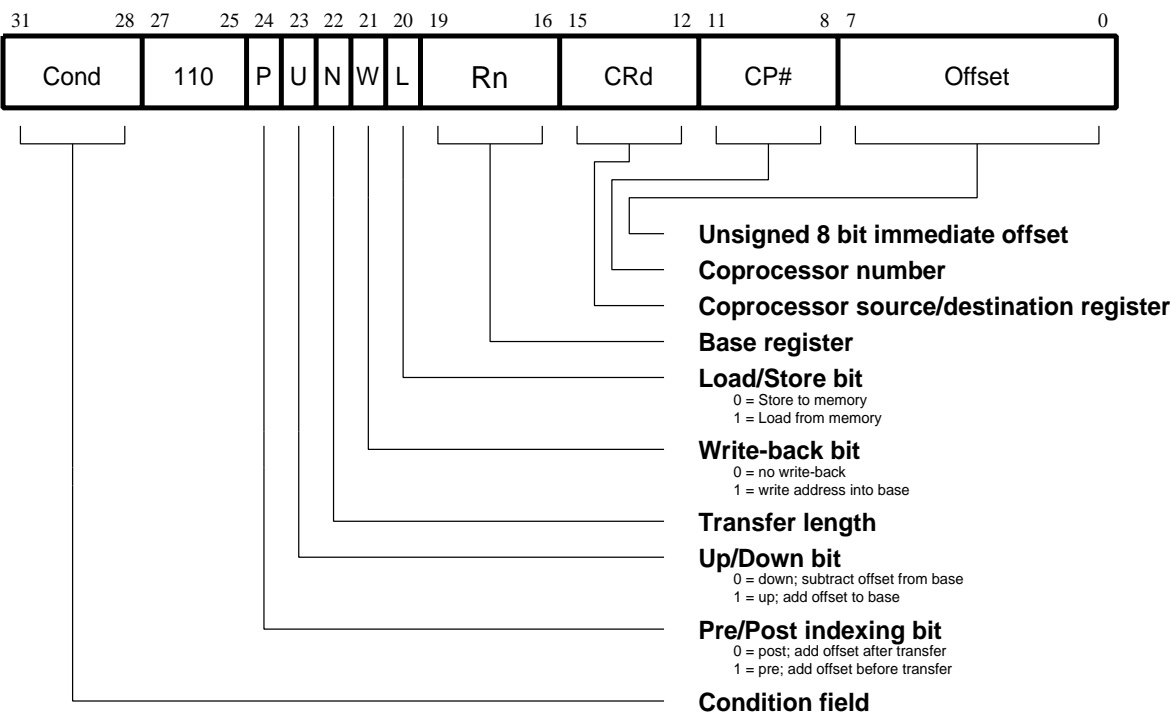 31 28 27 25 24 23 22 21 20 19 16 15 12 11 8 7 0
Cond 110 P U N W L Rn CRd CP# Offset
Unsigned 8 bit immediate offset
Coprocessor number
Coprocessor source/destination register
Base register
Load/Store bit
0 = Store to memory
1 = Load from memory
Write-back bit
0 = no write-back
1 = write address into base
Transfer length
Up/Down bit
0 = down; subtract offset from base
1 = up; add offset to base
Pre/Post indexing bit
0 = post; add offset after transfer
1 = pre; add offset before transfer
Condition field